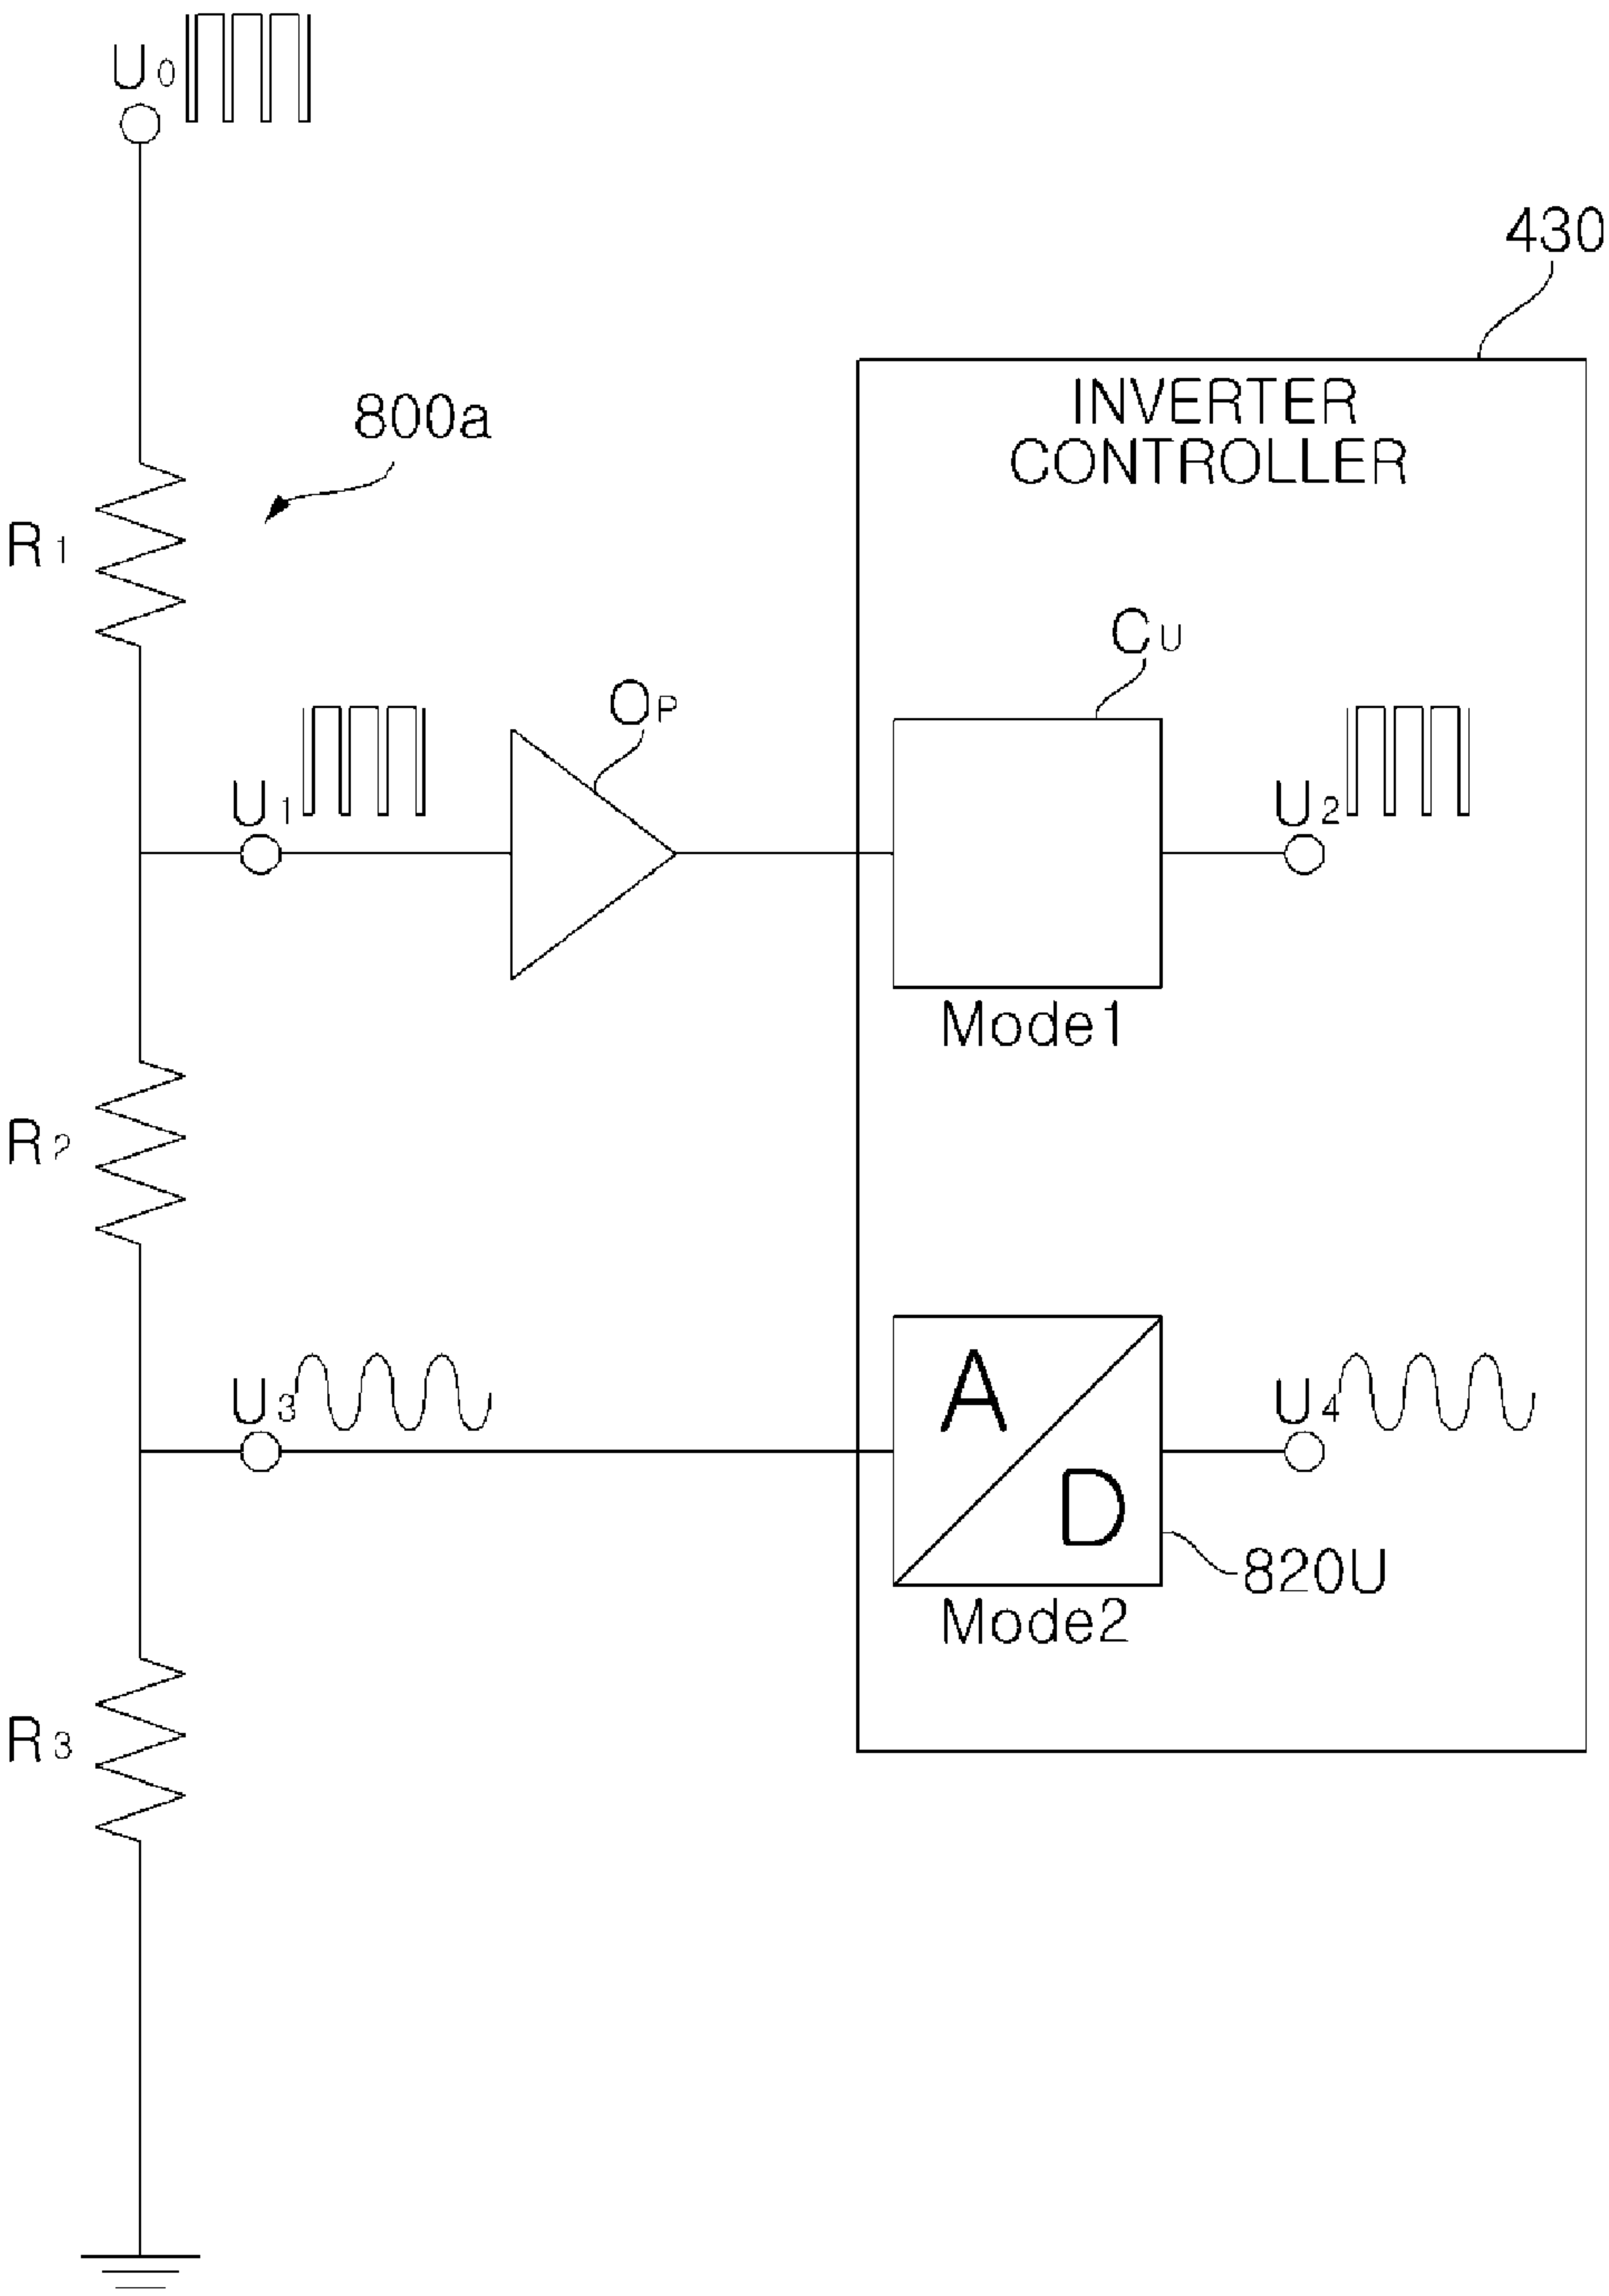 U0
430
INVERTER
CONTROLLER
800a
R1
CU
OP
U1
U2
Mode1
R2
A
D
U3
U4
820U
Mode2
R3